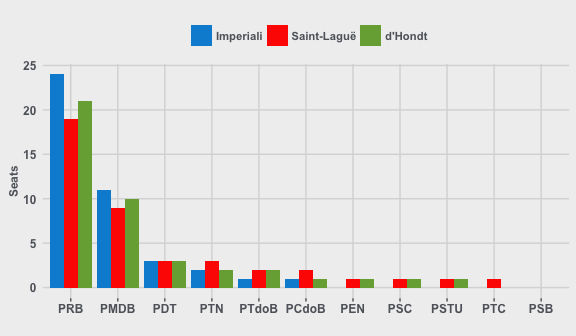 Imperiali Saint-Laguë d'Hondt
25
20
15
10
5
0
Seats
PRB PMDB PDT PTN PTdoB PCdoB PEN PSC PSTU PTC PSB